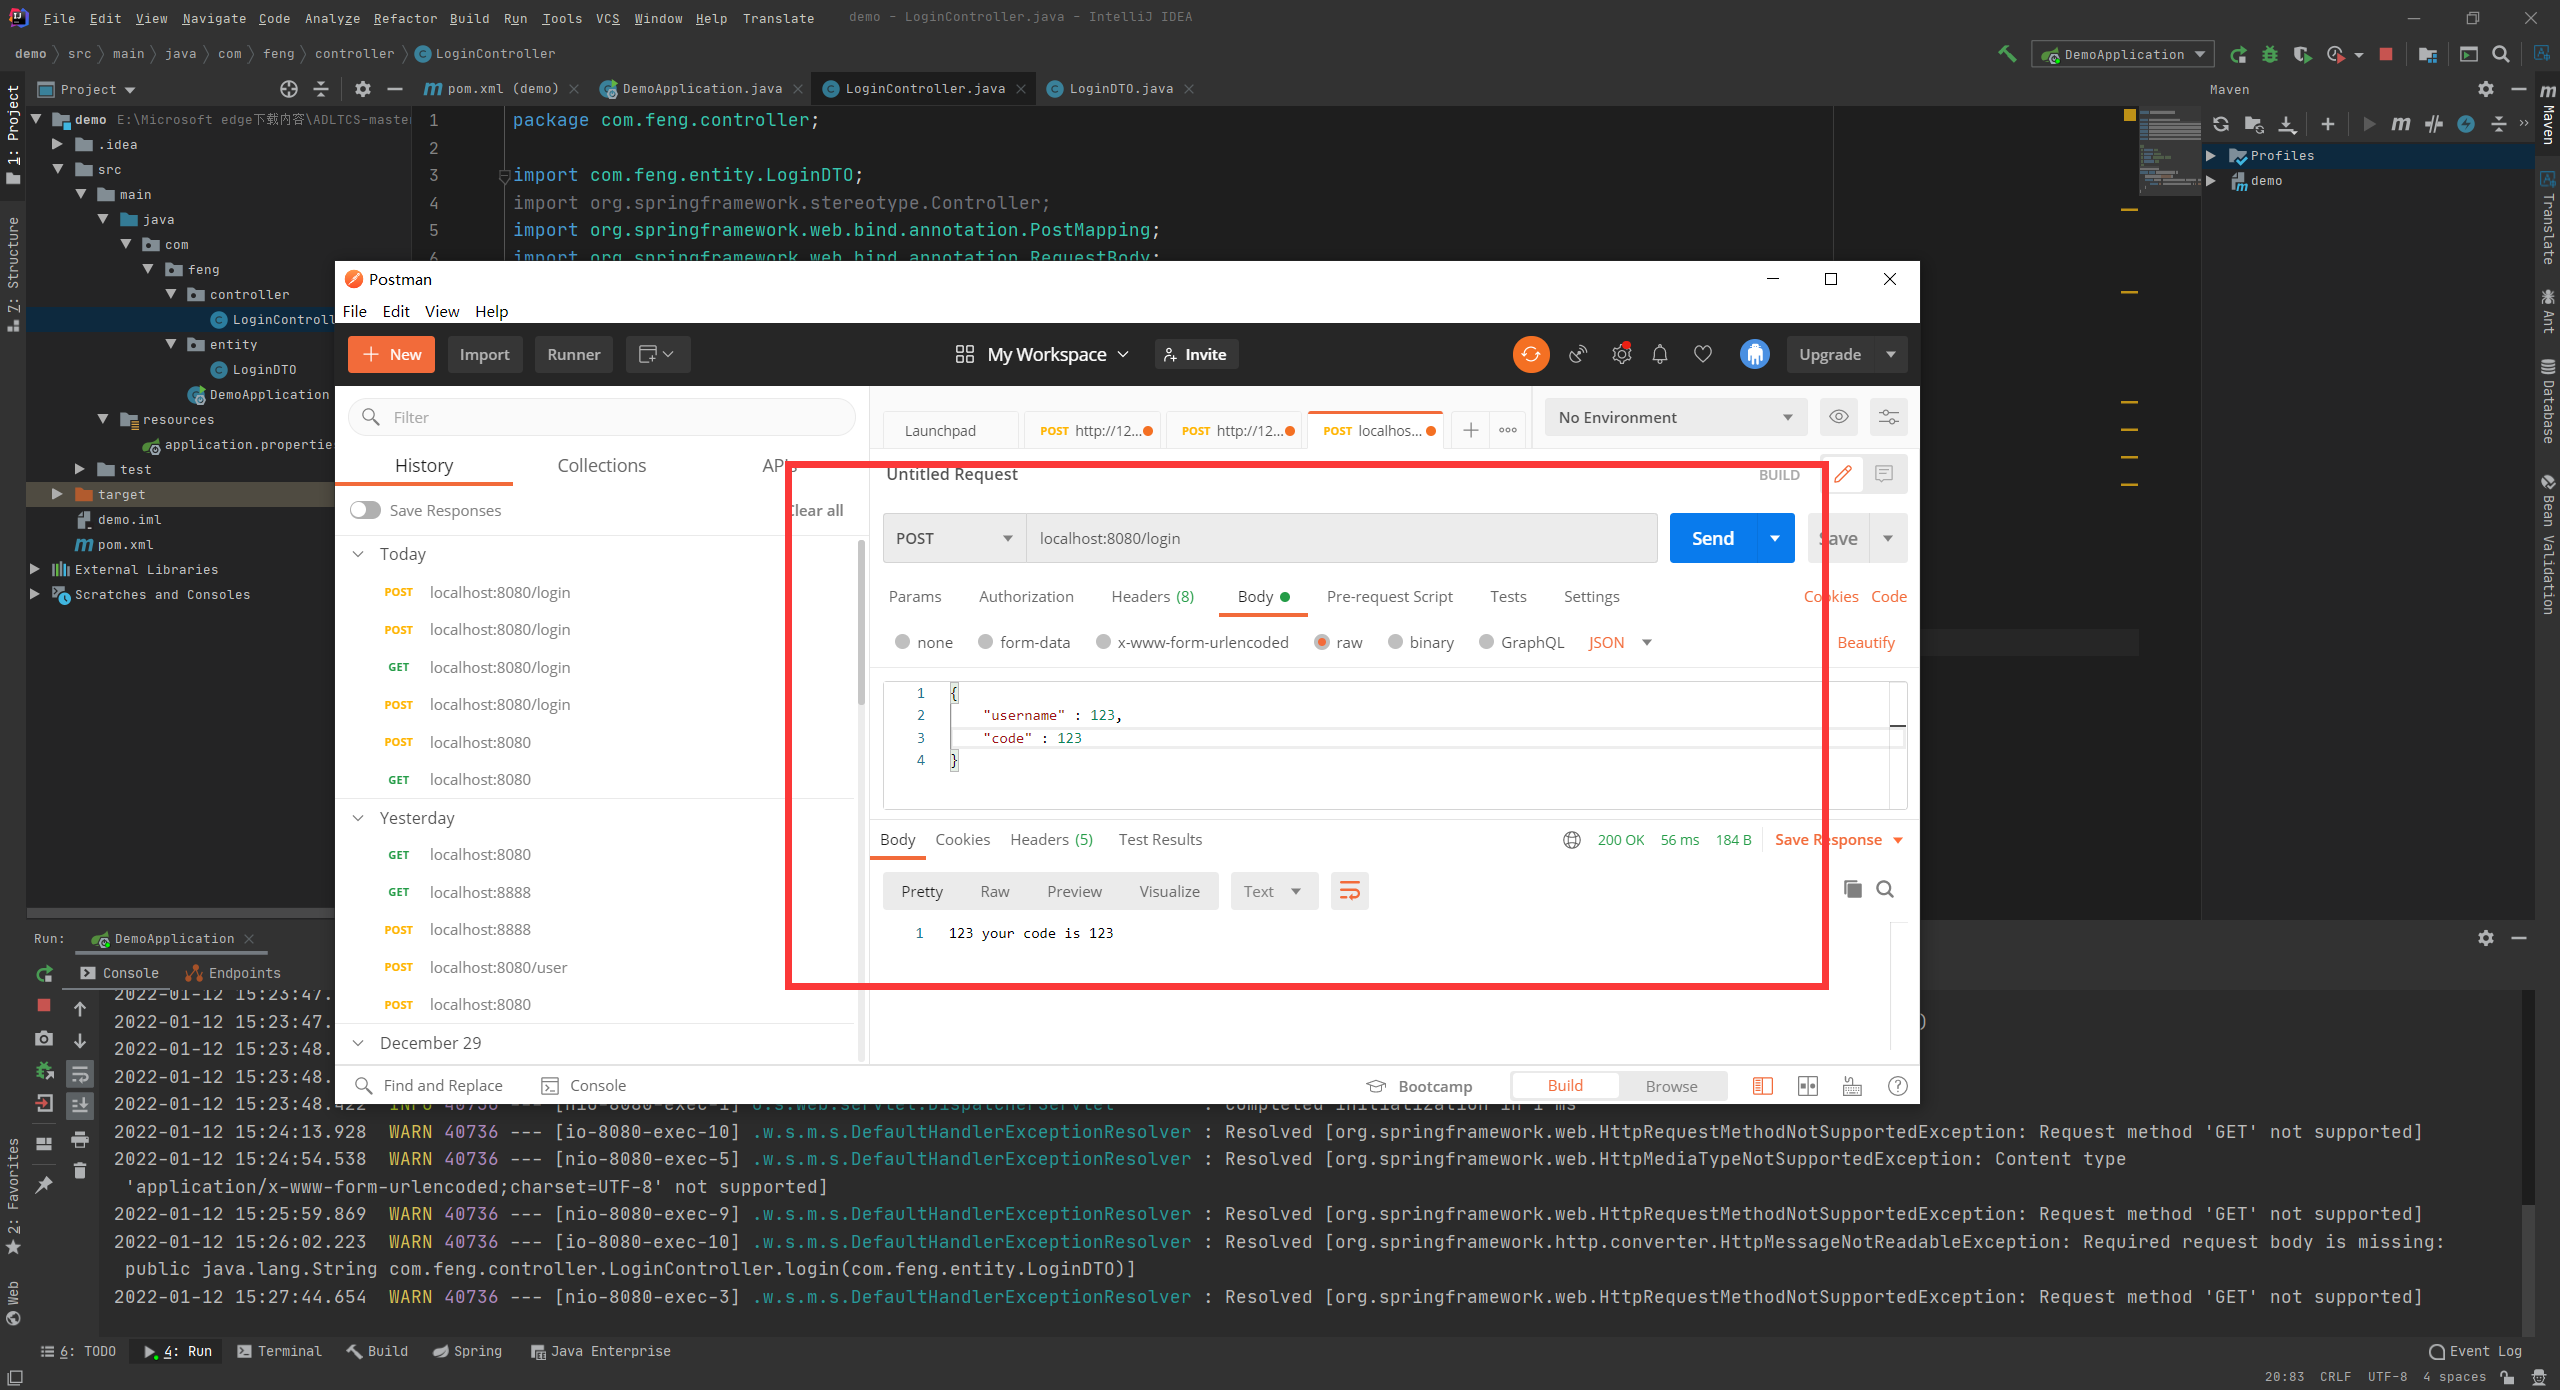 File Edit View Navigate Code Analyze Refactor Build Run Tools VCS Window Help Translate demo - LoginController.java - IntelliJ IDEA
demo src main java com feng controller LoginController DemoApplication
Project pom.xml (demo) DemoApplication.java LoginController.java LoginDTO.java Maven
1: Project
Z: Structure
2: Favorites
Web
demo E:\Microsoft edge下载内容\ADLTCS-master
.idea
src
main
java
com
feng
controller
LoginControll
entity
LoginDTO
DemoApplication
resources
application.properties
test
target
demo.iml
pom.xml
External Libraries
Scratches and Consoles
1 package com.feng.controller;
2
3 import com.feng.entity.LoginDTO;
4 import org.springframework.stereotype.Controller;
5 import org.springframework.web.bind.annotation.PostMapping;
6 import org.springframework.web.bind.annotation.RequestBody;
Profiles
demo
Maven
Translate
Ant
Database
Bean Validation
Postman
File Edit View Help
New Import Runner My Workspace Invite Upgrade
Filter
History Collections APIs
Save Responses Clear all
Today
POST localhost:8080/login
POST localhost:8080/login
GET localhost:8080/login
POST localhost:8080/login
POST localhost:8080
GET localhost:8080
Yesterday
GET localhost:8080
GET localhost:8888
POST localhost:8888
POST localhost:8080/user
POST localhost:8080
December 29
Launchpad POST http://12... POST http://12... POST localhos... No Environment
Untitled Request BUILD
POST localhost:8080/login Send Save
Params Authorization Headers (8) Body Pre-request Script Tests Settings Cookies Code
none form-data x-www-form-urlencoded raw binary GraphQL JSON Beautify
1 {
2 "username" : 123,
3 "code" : 123
4 }
Body Cookies Headers (5) Test Results 200 OK 56 ms 184 B Save Response
Pretty Raw Preview Visualize Text
1 123 your code is 123
Find and Replace Console Bootcamp Build Browse
Run: DemoApplication
Console Endpoints
2022-01-12 15:23:47.
2022-01-12 15:23:47.
2022-01-12 15:23:48.
2022-01-12 15:23:48.
2022-01-12 15:23:48.422 INFO 40736 --- [nio-8080-exec-1] o.s.web.servlet.DispatcherServlet : Completed initialization in 1 ms
2022-01-12 15:24:13.928 WARN 40736 --- [io-8080-exec-10] .w.s.m.s.DefaultHandlerExceptionResolver : Resolved [org.springframework.web.HttpRequestMethodNotSupportedException: Request method 'GET' not supported]
2022-01-12 15:24:54.538 WARN 40736 --- [nio-8080-exec-5] .w.s.m.s.DefaultHandlerExceptionResolver : Resolved [org.springframework.web.HttpMediaTypeNotSupportedException: Content type
'application/x-www-form-urlencoded;charset=UTF-8' not supported]
2022-01-12 15:25:59.869 WARN 40736 --- [nio-8080-exec-9] .w.s.m.s.DefaultHandlerExceptionResolver : Resolved [org.springframework.web.HttpRequestMethodNotSupportedException: Request method 'GET' not supported]
2022-01-12 15:26:02.223 WARN 40736 --- [io-8080-exec-10] .w.s.m.s.DefaultHandlerExceptionResolver : Resolved [org.springframework.http.converter.HttpMessageNotReadableException: Required request body is missing:
public java.lang.String com.feng.controller.LoginController.login(com.feng.entity.LoginDTO)]
2022-01-12 15:27:44.654 WARN 40736 --- [nio-8080-exec-3] .w.s.m.s.DefaultHandlerExceptionResolver : Resolved [org.springframework.web.HttpRequestMethodNotSupportedException: Request method 'GET' not supported]
6: TODO 4: Run Terminal Build Spring Java Enterprise Event Log
20:83 CRLF UTF-8 4 spaces